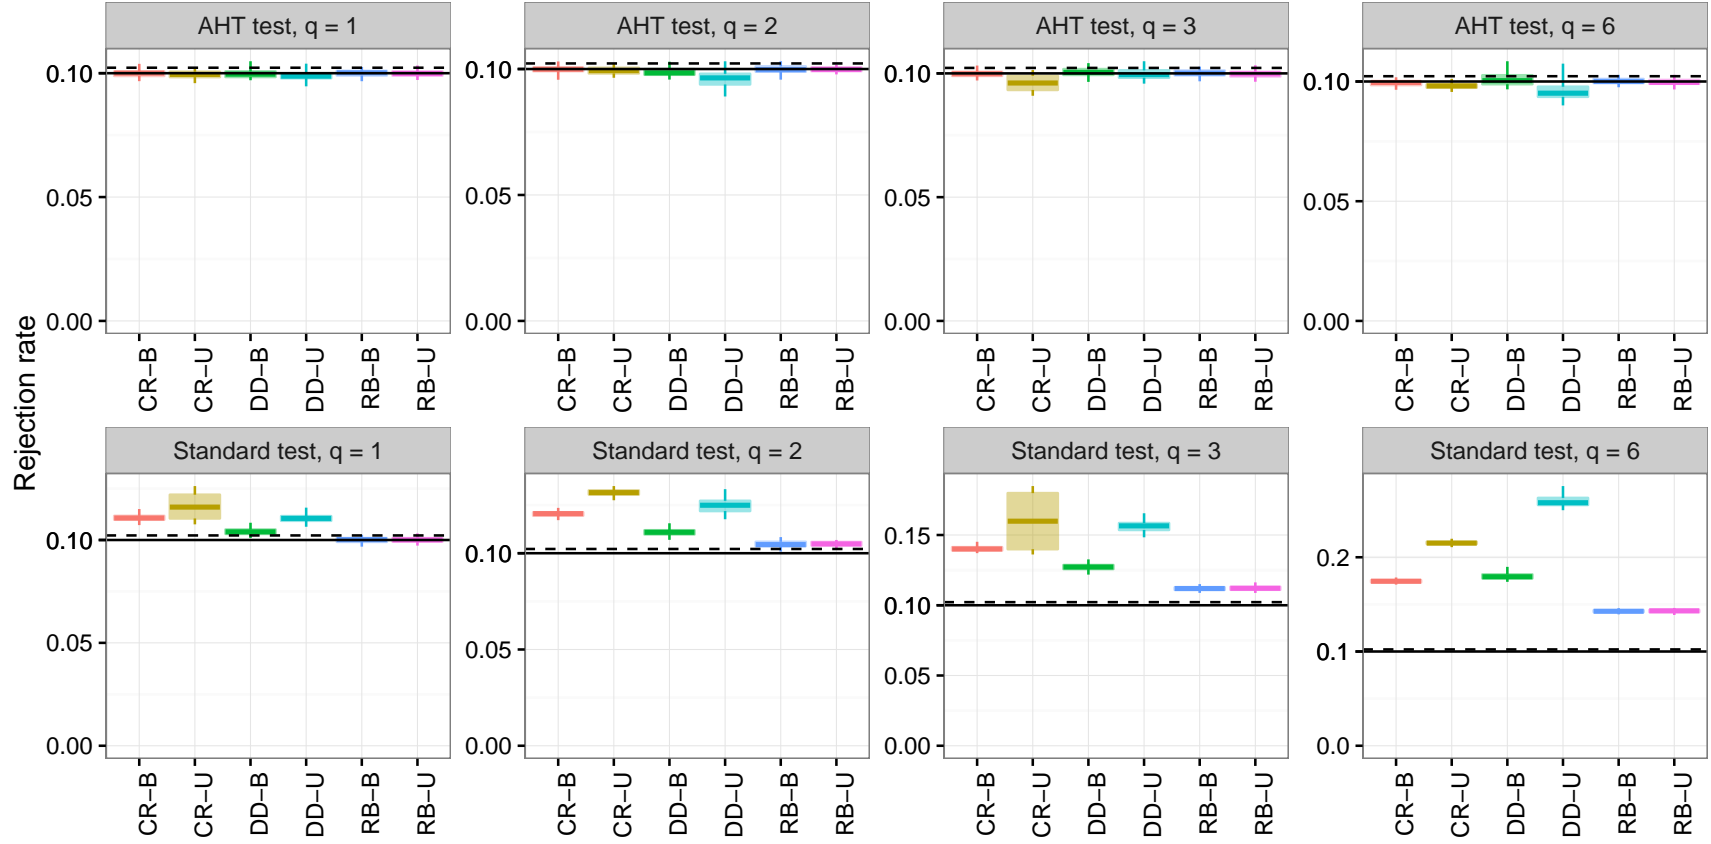 Rejection rate
AHT test, q = 1
0.10
0.05
0.00
CR−B CR−U DD−B DD−U RB−B RB−U
AHT test, q = 2
0.10
0.05
0.00
CR−B CR−U DD−B DD−U RB−B RB−U
AHT test, q = 3
0.10
0.05
0.00
CR−B CR−U DD−B DD−U RB−B RB−U
AHT test, q = 6
0.10
0.05
0.00
CR−B CR−U DD−B DD−U RB−B RB−U
Standard test, q = 1
0.10
0.05
0.00
CR−B CR−U DD−B DD−U RB−B RB−U
Standard test, q = 2
0.10
0.05
0.00
CR−B CR−U DD−B DD−U RB−B RB−U
Standard test, q = 3
0.15
0.10
0.05
0.00
CR−B CR−U DD−B DD−U RB−B RB−U
Standard test, q = 6
0.2
0.1
0.0
CR−B CR−U DD−B DD−U RB−B RB−U